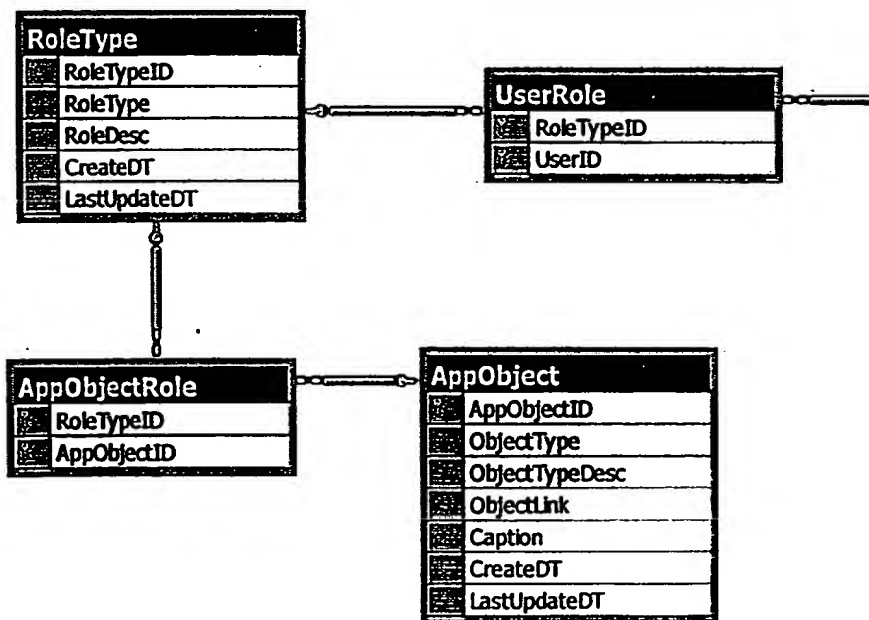 RoleType
RoleTypeID
RoleType
RoleDesc
CreateDT
LastUpdateDT
UserRole
RoleTypeID
UserID
AppObjectRole
RoleTypeID
AppObjectID
AppObject
AppObjectID
ObjectType
ObjectTypeDesc
ObjectLink
Caption
CreateDT
LastUpdateDT